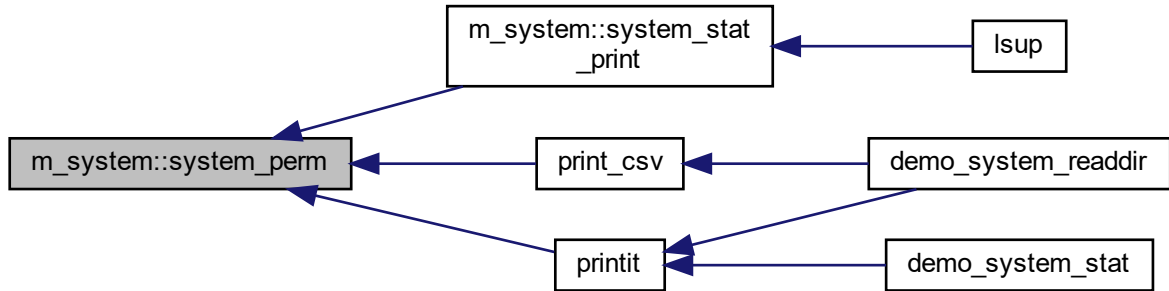 m_system::system_stat
_print
lsup
m_system::system_perm
print_csv
demo_system_readdir
printit
demo_system_stat